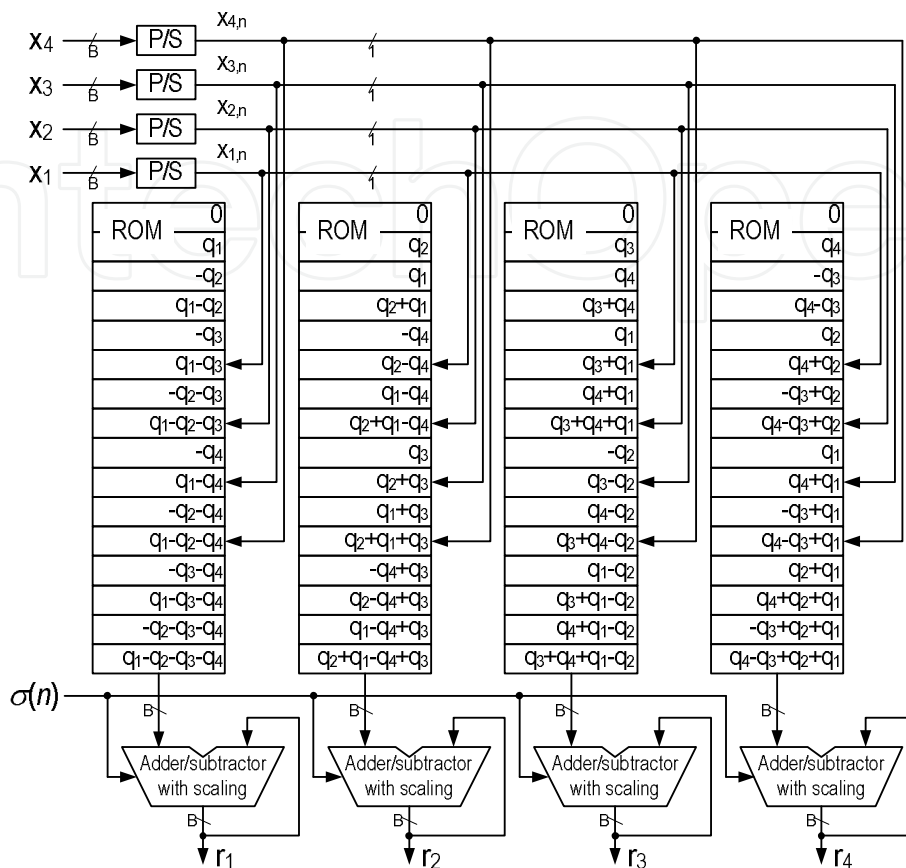 x4 B P/S x4,n 1
x3 B P/S x3,n
x2 B P/S x2,n 1
x1 B P/S x1,n 1
0 0 0 0
ROM ROM ROM ROM
q1 q2 q3 q4
-q2 q1 q4 -q3
q1-q2 q2+q1 q3+q4 q4-q3
-q3 -q4 q1 q2
q1-q3 q2-q4 q3+q1 q4+q2
-q2-q3 q1-q4 q4+q1 -q3+q2
q1-q2-q3 q2+q1-q4 q3+q4+q1 q4-q3+q2
-q4 q3 -q2 q1
q1-q4 q2+q3 q3-q2 q4+q1
-q2-q4 q1+q3 q4-q2 -q3+q1
q1-q2-q4 q2+q1+q3 q3+q4-q2 q4-q3+q1
-q3-q4 -q4+q3 q1-q2 q2+q1
q1-q3-q4 q2-q4+q3 q3+q1-q2 q4+q2+q1
-q2-q3-q4 q1-q4+q3 q4+q1-q2 -q3+q2+q1
q1-q2-q3-q4 q2+q1-q4+q3 q3+q4+q1-q2 q4-q3+q2+q1
σ(n)
B B B B
Adder/subtractor Adder/subtractor Adder/subtractor Adder/subtractor
with scaling with scaling with scaling with scaling
B B B B
r1 r2 r3 r4
ntechOpe